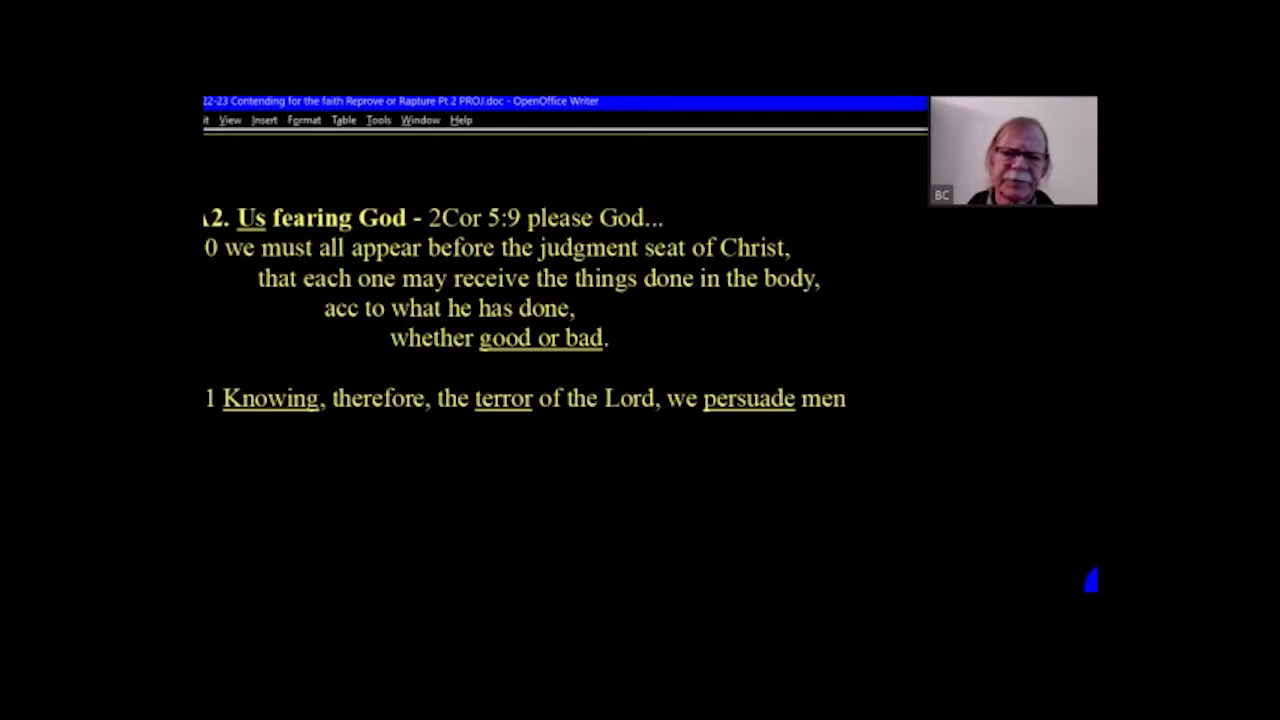 22-23 Contending for the faith Reprove or Rapture Pt 2 PROJ.doc - OpenOffice Writer
it View Insert Format Table Tools Window Help
BC
A2. Us fearing God - 2Cor 5:9 please God...
0 we must all appear before the judgment seat of Christ,
that each one may receive the things done in the body,
acc to what he has done,
whether good or bad.
1 Knowing, therefore, the terror of the Lord, we persuade men